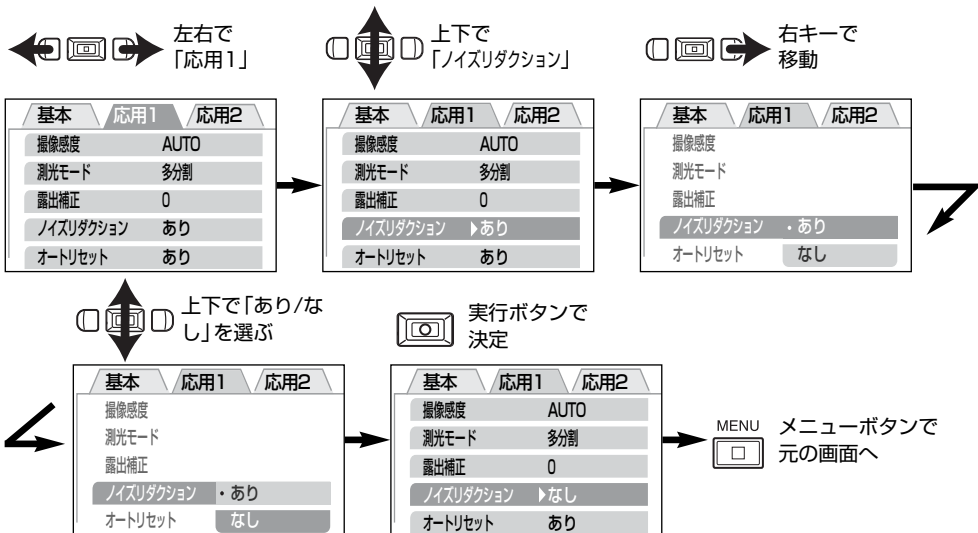 左右で
「応用1」
基本 応用1 応用2
撮像感度 AUTO
測光モード 多分割
露出補正 0
ノイズリダクション あり
オートリセット あり
上下で
「ノイズリダクション」
基本 応用1 応用2
撮像感度 AUTO
測光モード 多分割
露出補正 0
ノイズリダクション あり
オートリセット あり
右キーで
移動
基本 応用1 応用2
撮像感度
測光モード
露出補正
ノイズリダクション ・あり
オートリセット なし
上下で「あり/な
し」を選ぶ
基本 応用1 応用2
撮像感度
測光モード
露出補正
ノイズリダクション ・あり
オートリセット なし
実行ボタンで
決定
基本 応用1 応用2
撮像感度 AUTO
測光モード 多分割
露出補正 0
ノイズリダクション なし
オートリセット あり
MENU メニューボタンで
元の画面へ